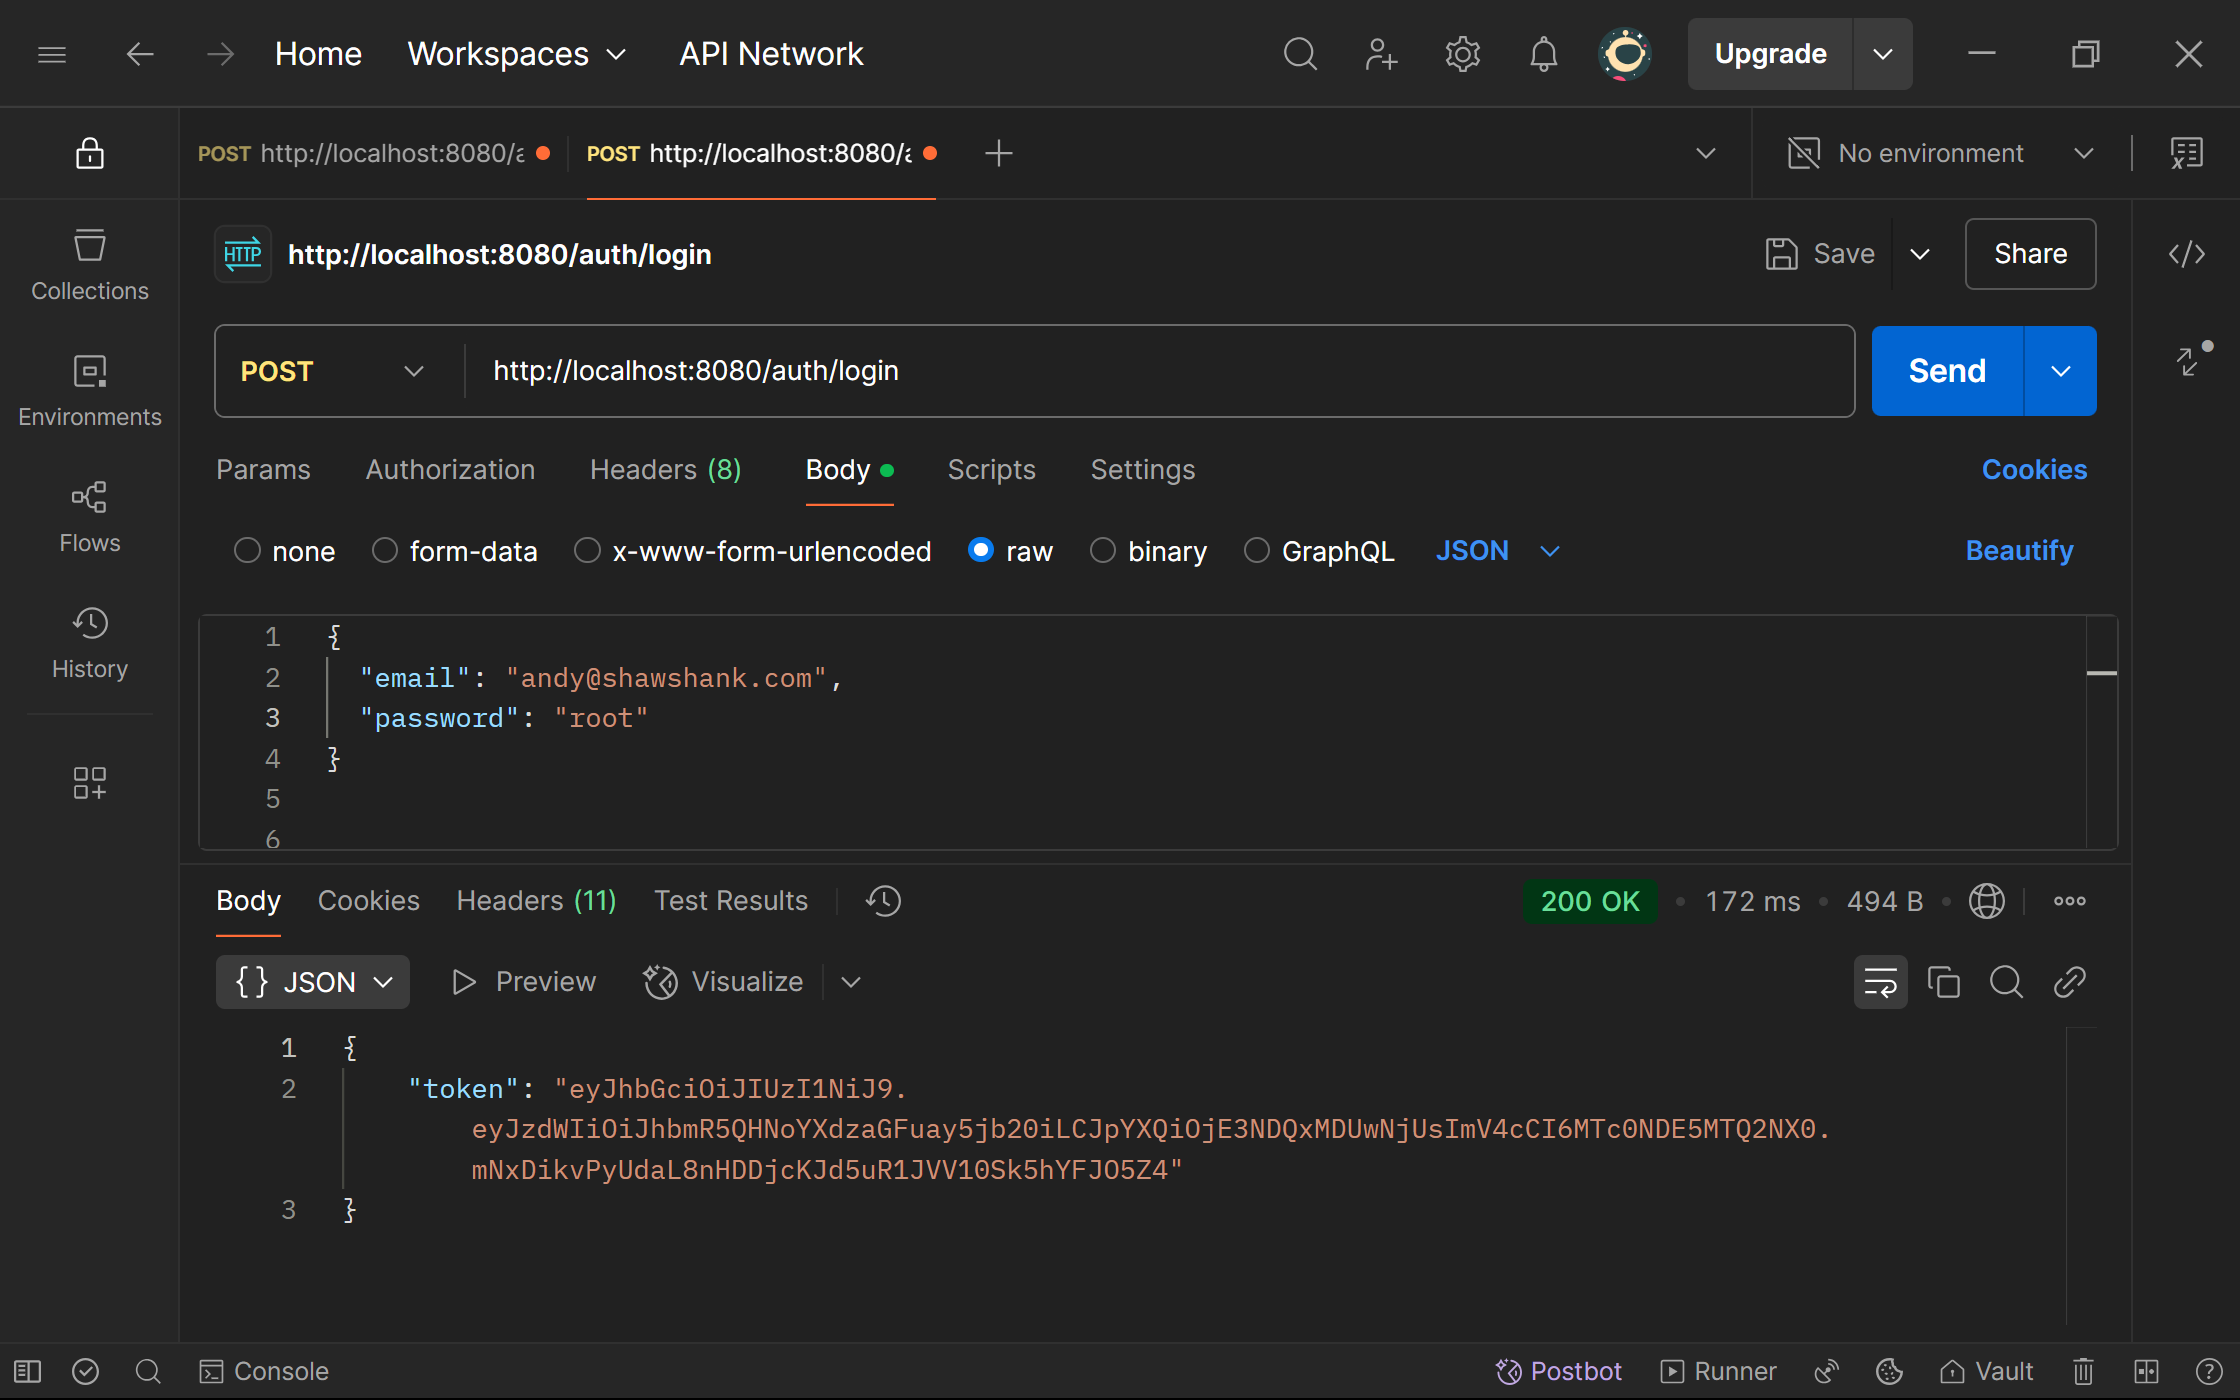 Home Workspaces API Network Upgrade
POST http://localhost:8080/a POST http://localhost:8080/a No environment
HTTP http://localhost:8080/auth/login Save Share
Collections
POST http://localhost:8080/auth/login Send
Environments
Params Authorization Headers (8) Body Scripts Settings Cookies
Flows
none form-data x-www-form-urlencoded raw binary GraphQL JSON Beautify
History
1 {
2 "email": "andy@shawshank.com",
3 "password": "root"
4 }
5
6
Body Cookies Headers (11) Test Results 200 OK • 172 ms • 494 B •
{ } JSON Preview Visualize
1 {
2 "token": "eyJhbGciOiJIUzI1NiJ9.
eyJzdWIiOiJhbmR5QHNoYXdzaGFuay5jb20iLCJpYXQiOjE3NDQxMDUwNjUsImV4cCI6MTc0NDE5MTQ2NX0.
mNxDikvPyUdaL8nHDDjcKJd5uR1JVV10Sk5hYFJO5Z4"
3 }
Console Postbot Runner Vault